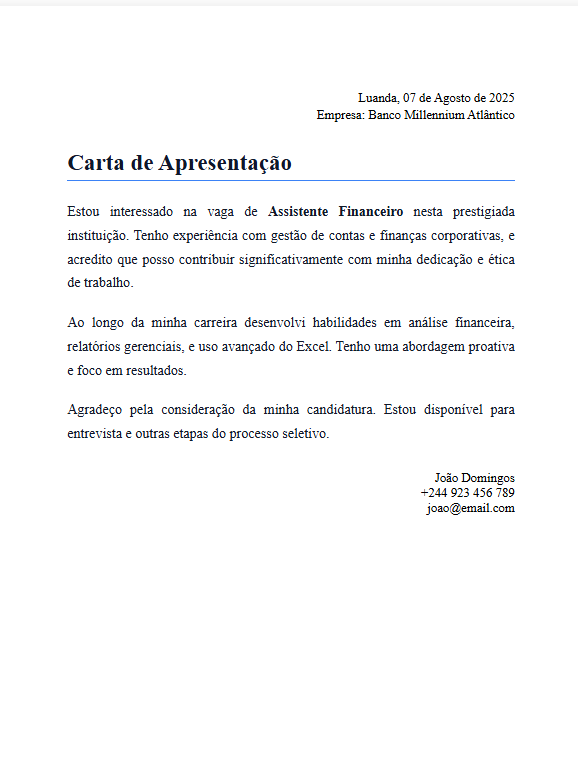 Luanda, 07 de Agosto de 2025
Empresa: Banco Millennium Atlântico
Carta de Apresentação
Estou interessado na vaga de Assistente Financeiro nesta prestigiada
instituição. Tenho experiência com gestão de contas e finanças corporativas, e
acredito que posso contribuir significativamente com minha dedicação e ética
de trabalho.
Ao longo da minha carreira desenvolvi habilidades em análise financeira,
relatórios gerenciais, e uso avançado do Excel. Tenho uma abordagem proativa
e foco em resultados.
Agradeço pela consideração da minha candidatura. Estou disponível para
entrevista e outras etapas do processo seletivo.
João Domingos
+244 923 456 789
joao@email.com